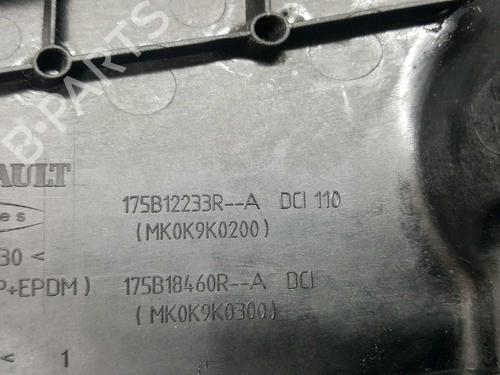 B-PARTS
AULT
175B12233R--A DCI 110
es
(MK0K9K0200)
30 <
P+EPDM) 175B18460R--A DCI
(MK0K9K0300)
< 1